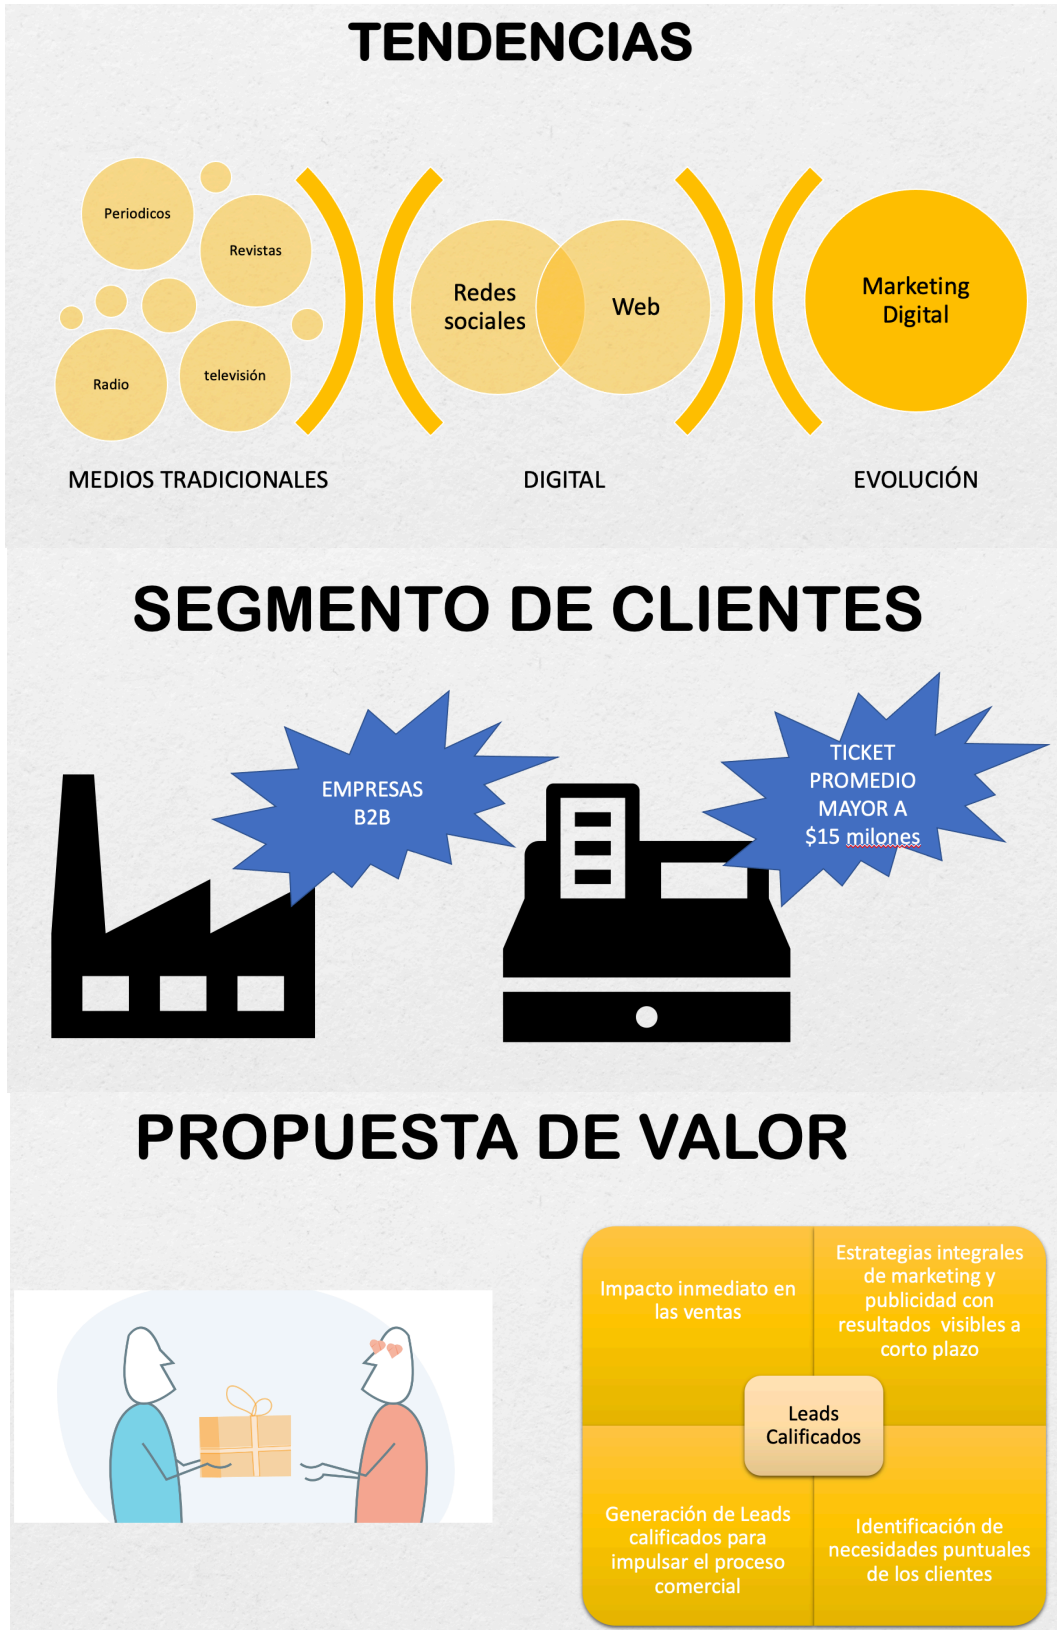 TENDENCIAS
Periodicos
Revistas
Radio
televisión
Redes
sociales
Web
Marketing
Digital
MEDIOS TRADICIONALES
DIGITAL
EVOLUCIÓN
SEGMENTO DE CLIENTES
EMPRESAS
B2B
TICKET
PROMEDIO
MAYOR A
$15 milones
PROPUESTA DE VALOR
Impacto inmediato en
las ventas
Estrategias integrales
de marketing y
publicidad con
resultados visibles a
corto plazo
Leads
Calificados
Generación de Leads
calificados para
impulsar el proceso
comercial
Identificación de
necesidades puntuales
de los clientes